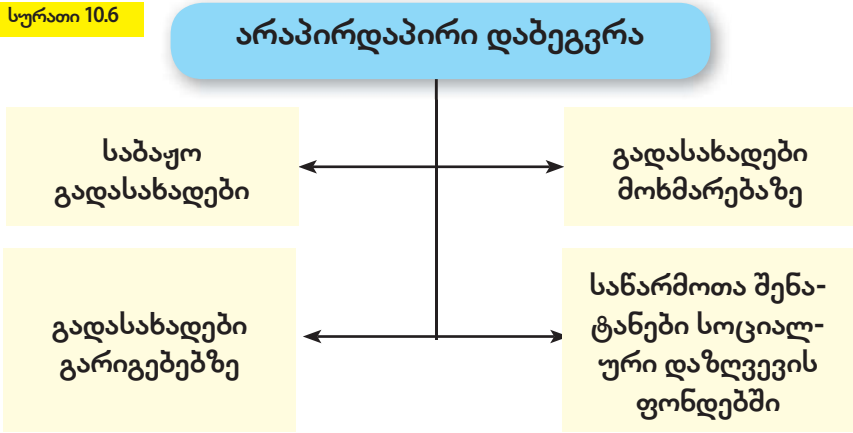 სურათი 10.6
არაპირდაპირი დაბეგვრა
საბაჟო
გადასახადები
გადასახადები
მოხმარებაზე
გადასახადები
გარიგებებზე
საწარმოთა შენა-
ტანები სოციალ-
ური დაზღვევის
ფონდებში